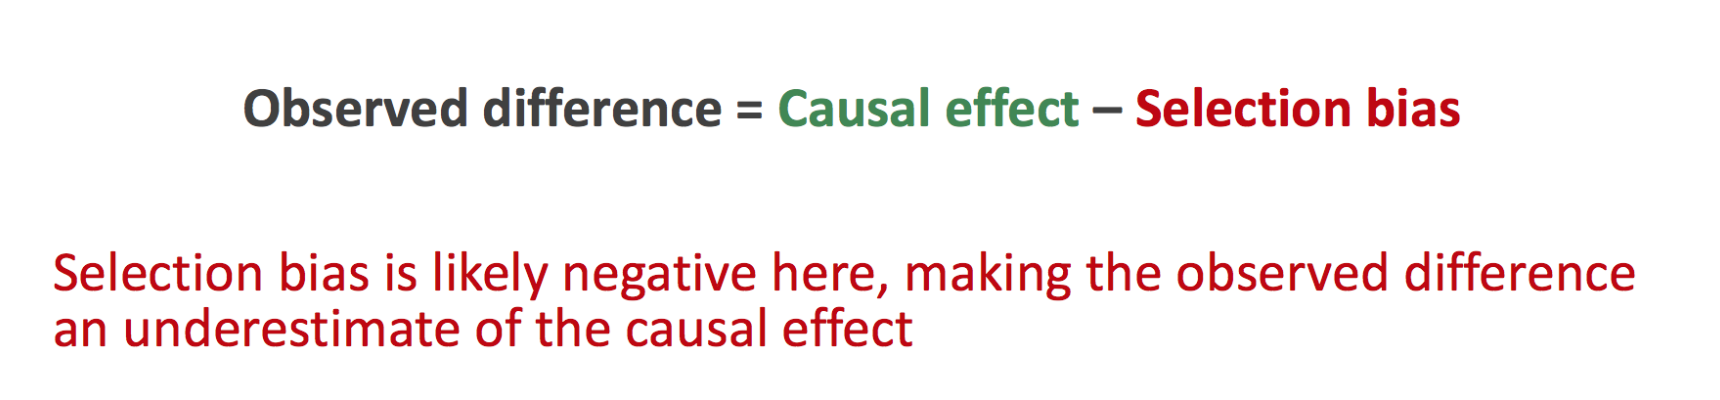 Observed difference = Causal effect – Selection bias
Selection bias is likely negative here, making the observed difference
an underestimate of the causal effect